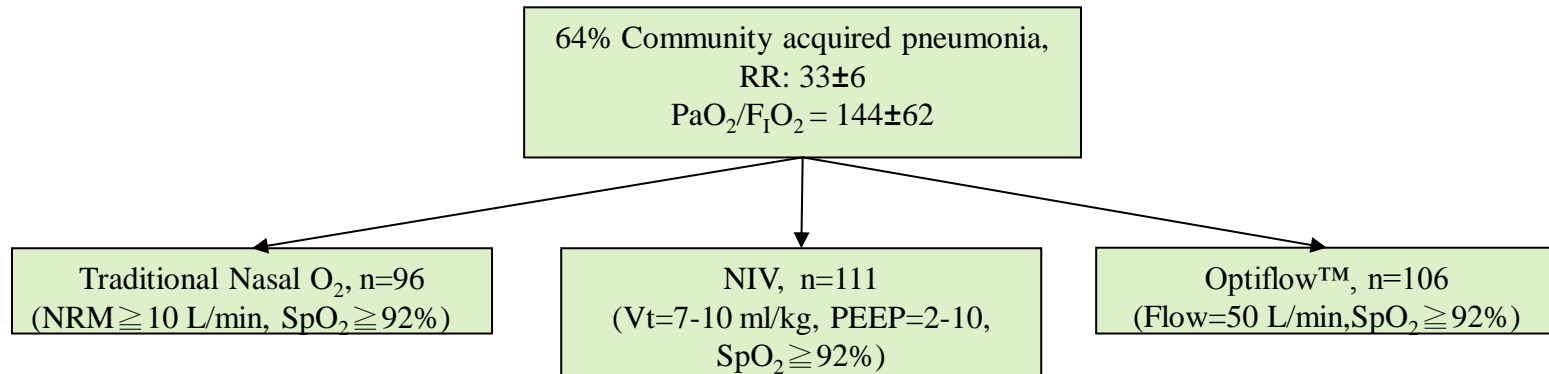 64% Community acquired pneumonia,
RR: 33±6
PaO₂/FᵢO₂ = 144±62
Traditional Nasal O₂, n=96
(NRM≧10 L/min, SpO₂≧92%)
NIV, n=111
(Vt=7-10 ml/kg, PEEP=2-10,
SpO₂≧92%)
Optiflow™, n=106
(Flow=50 L/min,SpO₂≧92%)